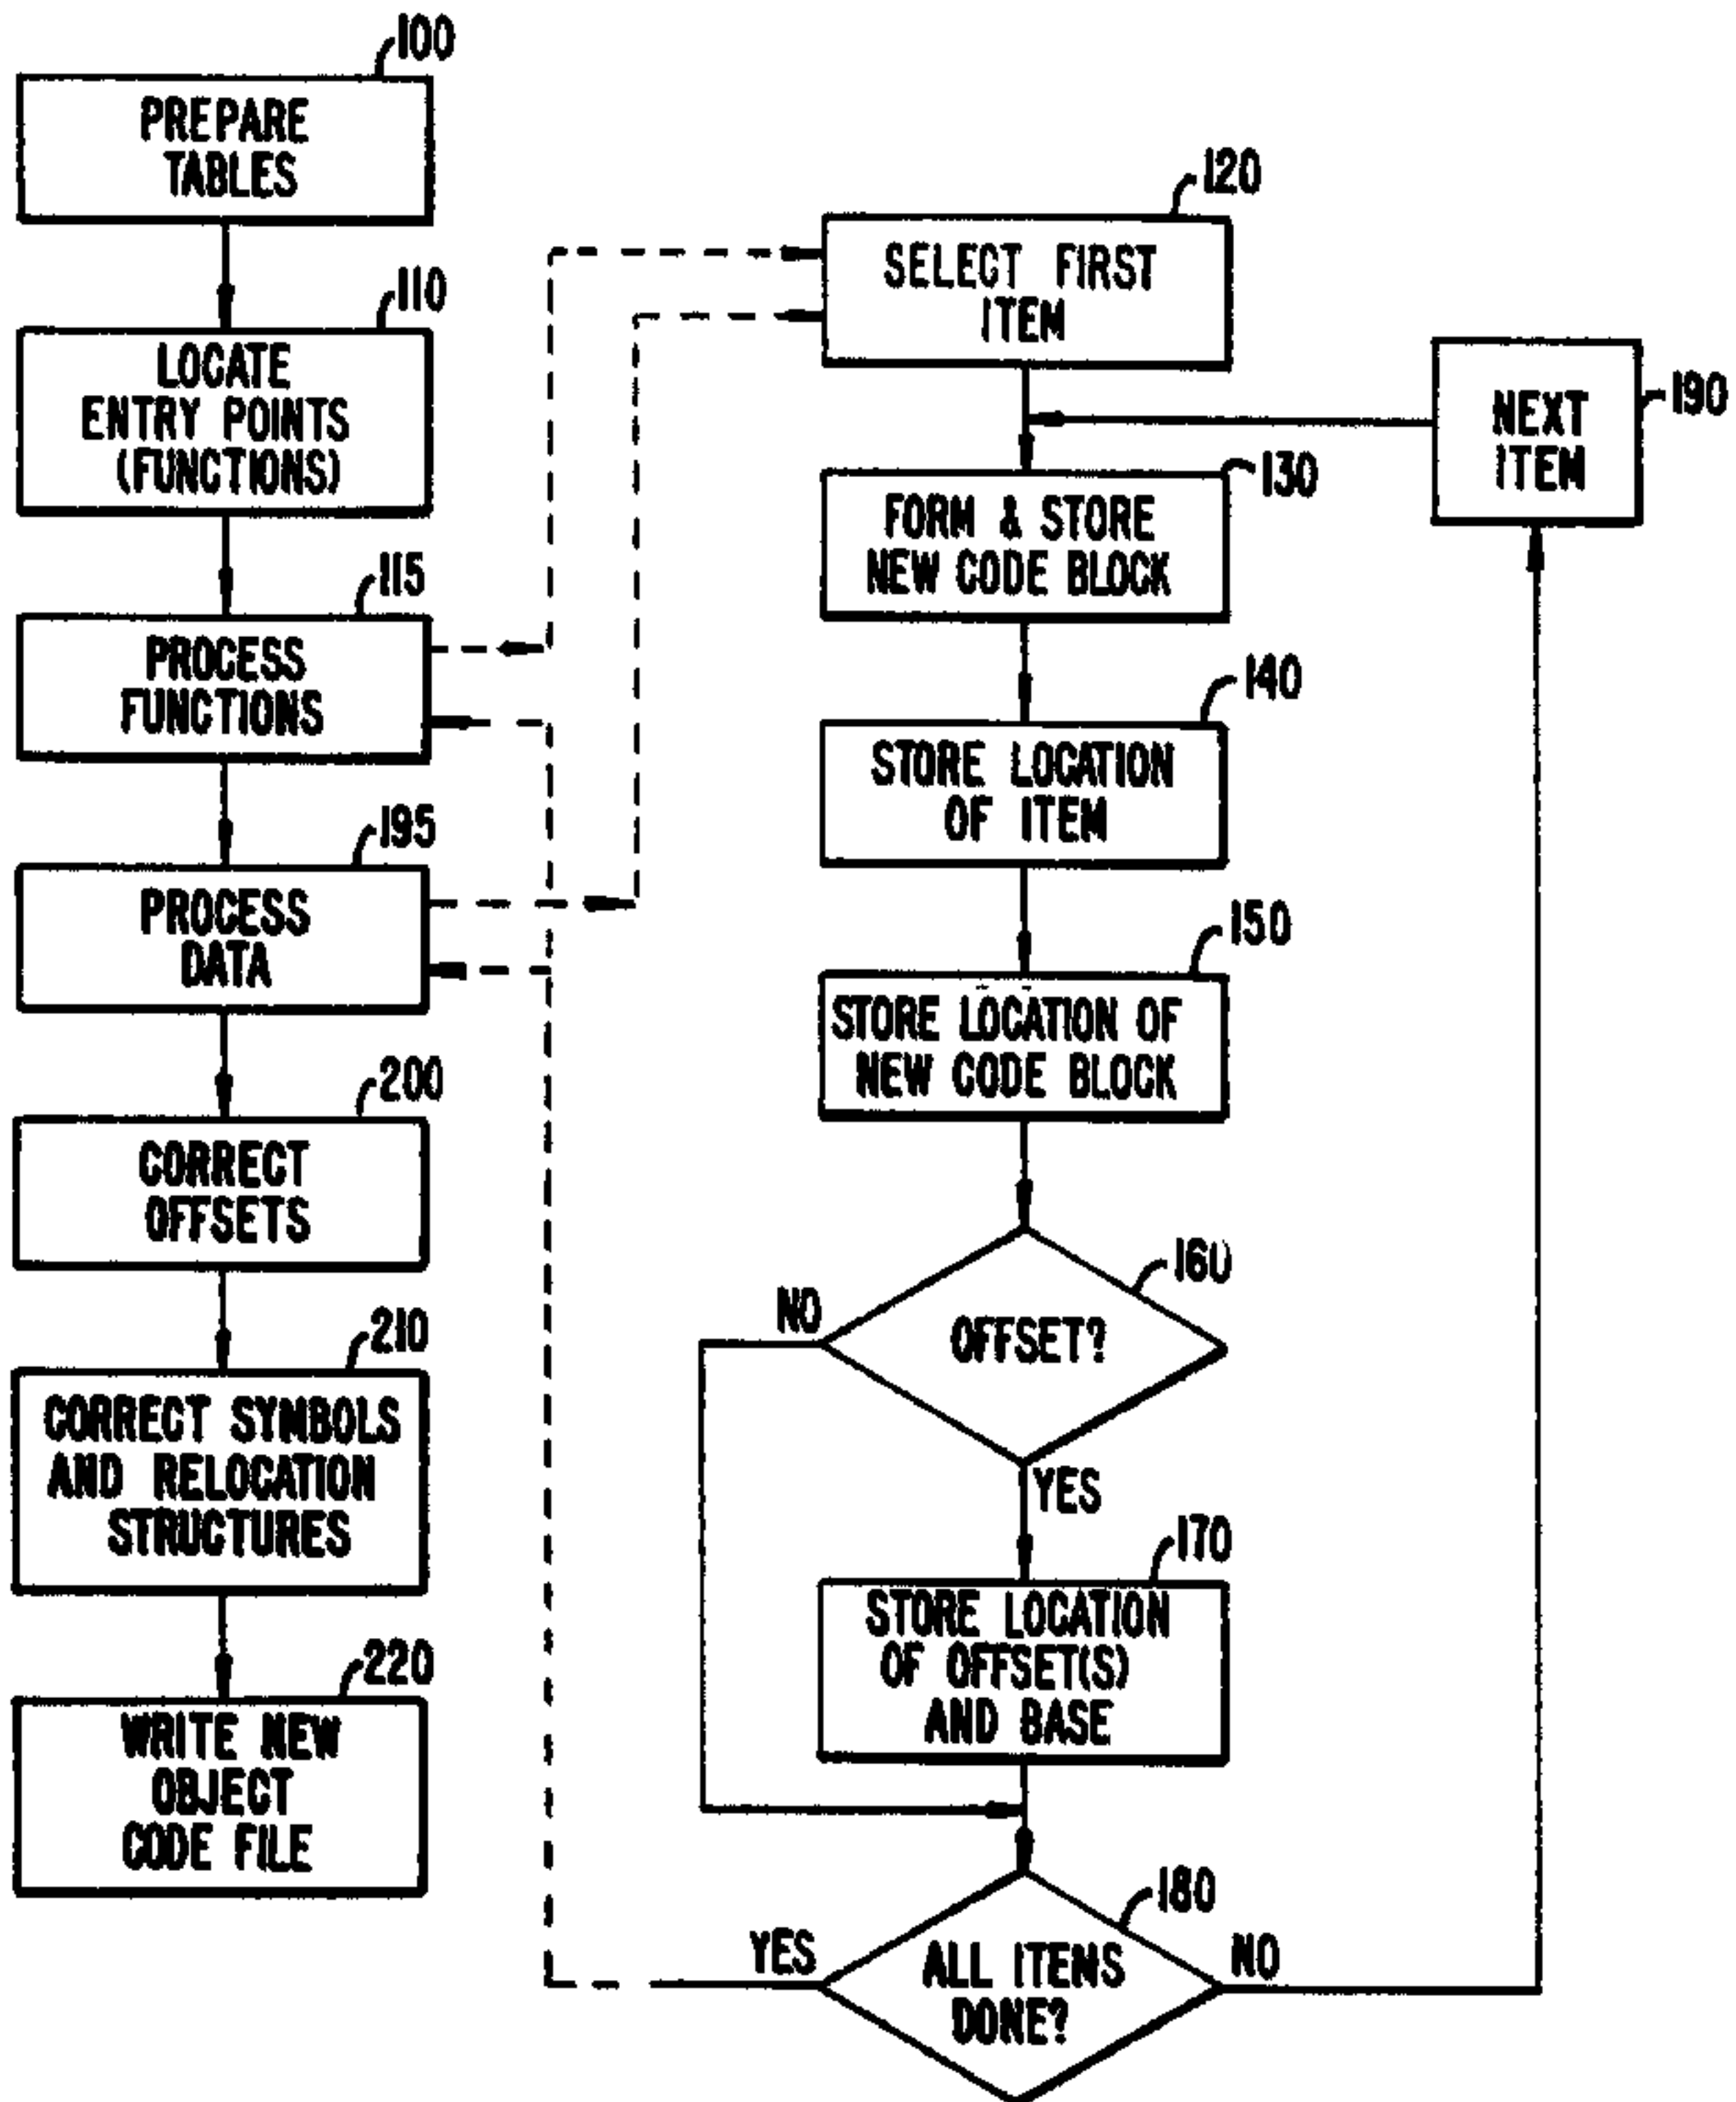 100
PREPARE
TABLES
110
LOCATE
ENTRY POINTS
(FUNCTIONS)
115
PROCESS
FUNCTIONS
195
PROCESS
DATA
200
CORRECT
OFFSETS
210
CORRECT SYMBOLS
AND RELOCATION
STRUCTURES
220
WRITE NEW
OBJECT
CODE FILE
120
SELECT FIRST
ITEM
190
NEXT
ITEM
130
FORM & STORE
NEW CODE BLOCK
140
STORE LOCATION
OF ITEM
150
STORE LOCATION OF
NEW CODE BLOCK
160
NO
OFFSET?
YES
170
STORE LOCATION
OF OFFSET(S)
AND BASE
180
YES
ALL ITENS
DONE?
NO